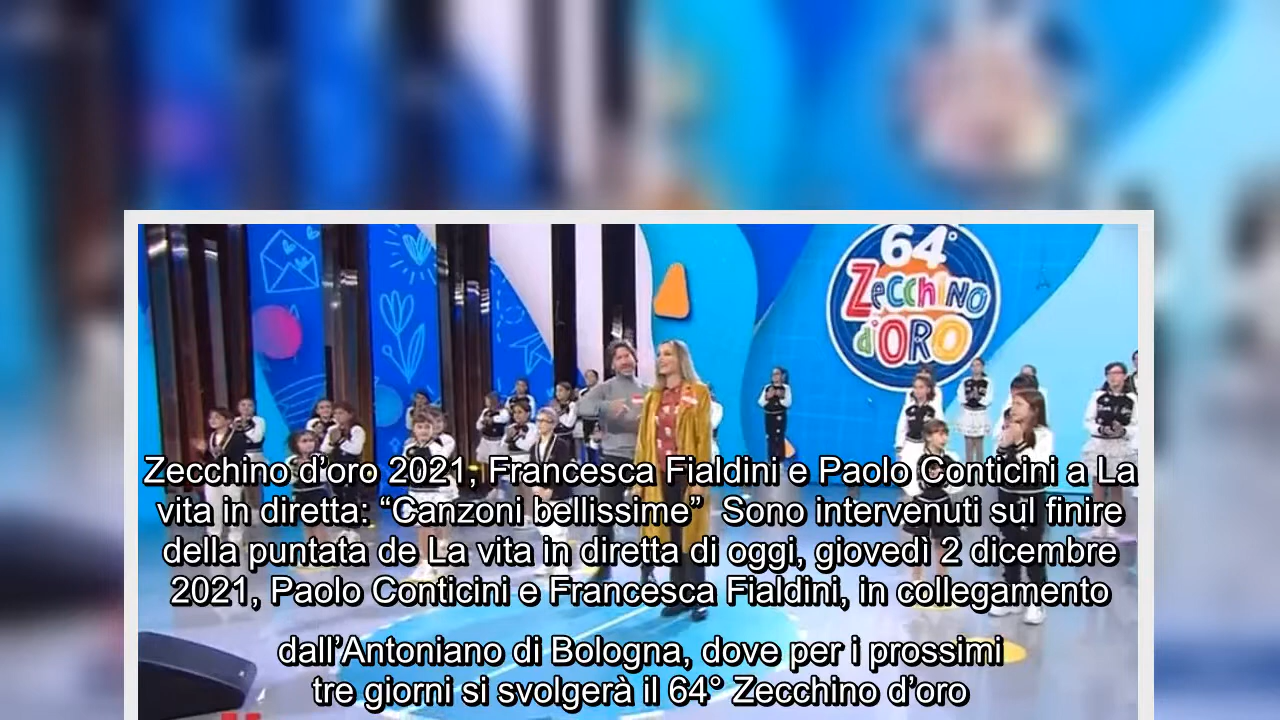 64°
Zecchino
d'ORO
Zecchino d’oro 2021, Francesca Fialdini e Paolo Conticini a La
vita in diretta: “Canzoni bellissime”  Sono intervenuti sul finire
della puntata de La vita in diretta di oggi, giovedì 2 dicembre
2021, Paolo Conticini e Francesca Fialdini, in collegamento
dall’Antoniano di Bologna, dove per i prossimi
tre giorni si svolgerà il 64° Zecchino d’oro